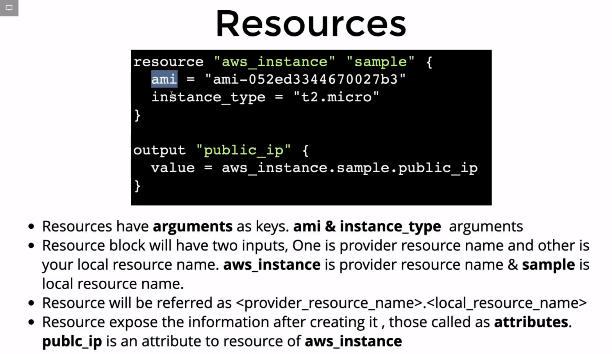 Resources
resource "aws_instance" "sample" {
ami = "ami-052ed3344670027b3"
instance_type = "t2.micro"
}
output "public_ip" {
value = aws_instance.sample.public_ip
}
• Resources have arguments as keys. ami & instance_type arguments
• Resource block will have two inputs, One is provider resource name and other is
your local resource name. aws_instance is provider resource name & sample is
local resource name.
• Resource will be referred as <provider_resource_name>.<local_resource_name>
• Resource expose the information after creating it , those called as attributes.
publc_ip is an attribute to resource of aws_instance